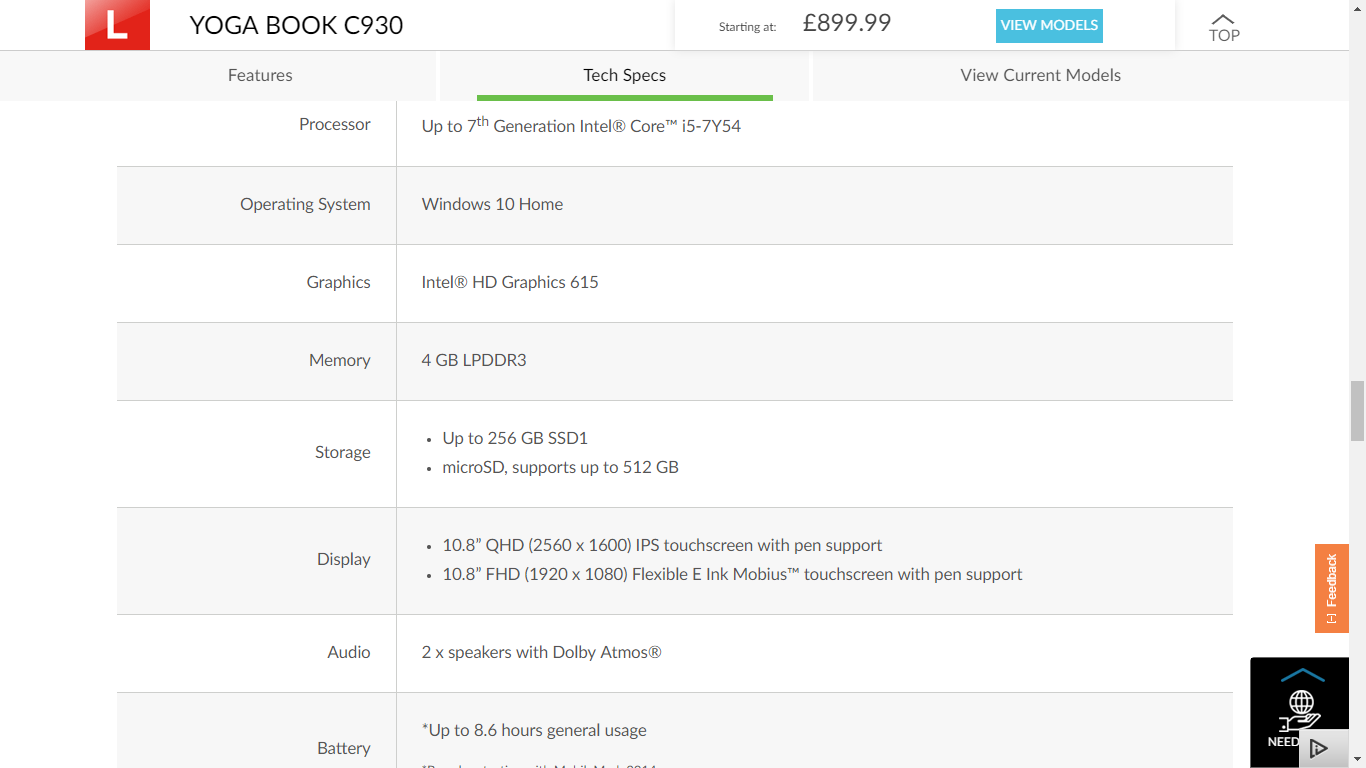 L
YOGA BOOK C930
Starting at: £899.99
VIEW MODELS
TOP
Features
Tech Specs
View Current Models
Processor
Up to 7th Generation Intel® Core™ i5-7Y54
Operating System
Windows 10 Home
Graphics
Intel® HD Graphics 615
Memory
4 GB LPDDR3
Storage
• Up to 256 GB SSD1
• microSD, supports up to 512 GB
Display
• 10.8” QHD (2560 x 1600) IPS touchscreen with pen support
• 10.8” FHD (1920 x 1080) Flexible E Ink Mobius™ touchscreen with pen support
Audio
2 x speakers with Dolby Atmos®
Battery
*Up to 8.6 hours general usage
[-] Feedback
NEED